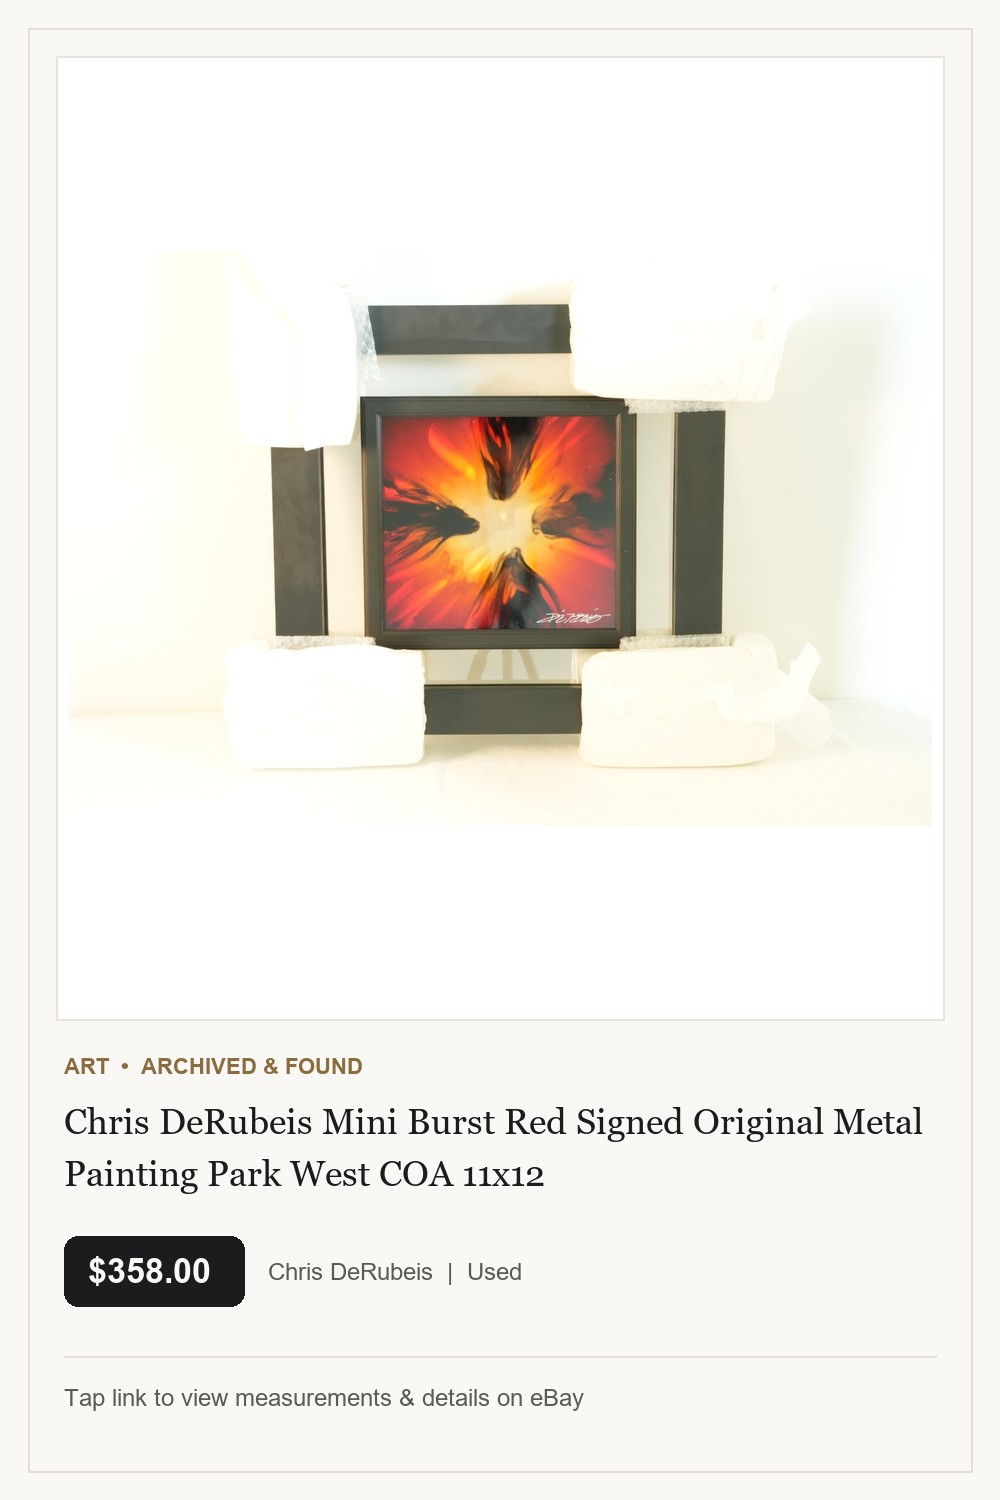 ART • ARCHIVED & FOUND
Chris DeRubeis Mini Burst Red Signed Original Metal
Painting Park West COA 11x12
$358.00
Chris DeRubeis | Used
Tap link to view measurements & details on eBay